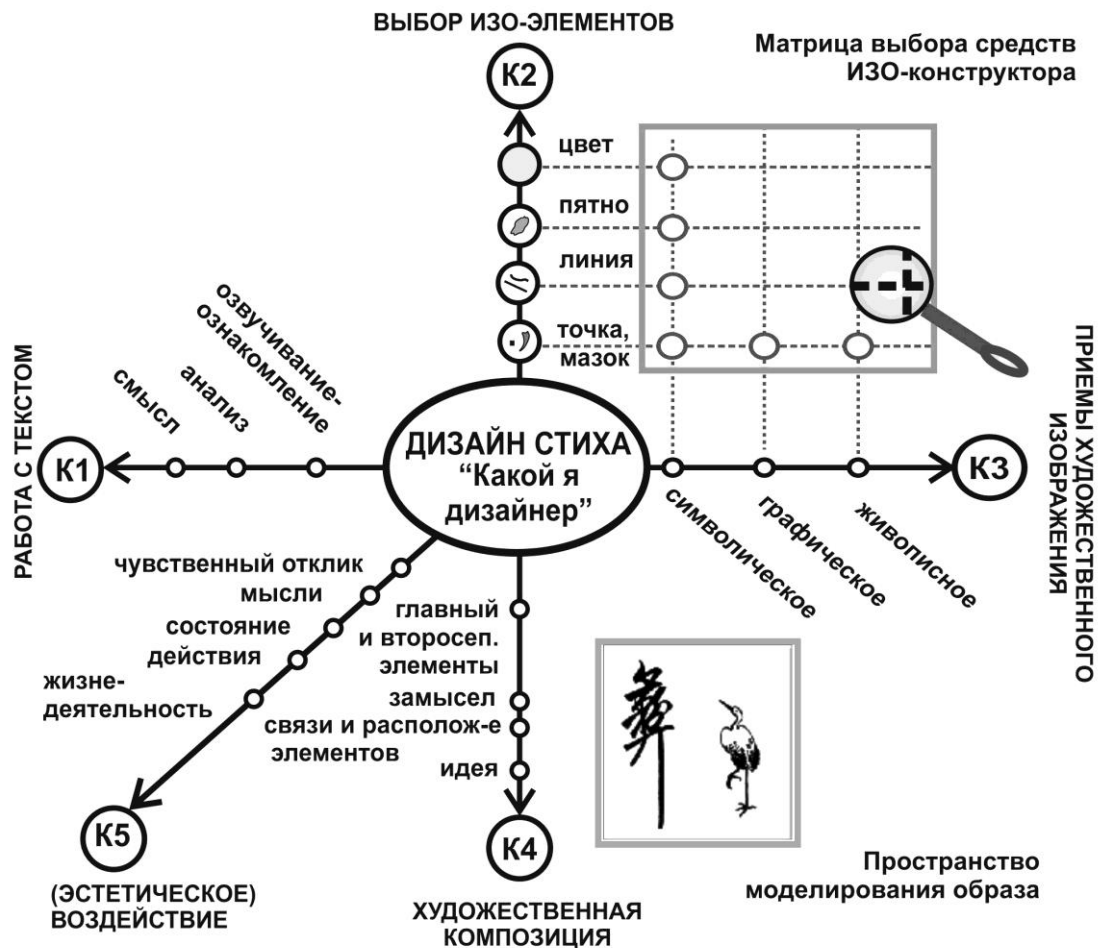 ВЫБОР ИЗО-ЭЛЕМЕНТОВ
К2
Матрица выбора средств
ИЗО-конструктора
цвет
пятно
линия
точка,
мазок
РАБОТА С ТЕКСТОМ
К1
смысл
анализ
озвучивание-
ознакомление
ДИЗАЙН СТИХА
“Какой я
дизайнер”
К3
ПРИЕМЫ ХУДОЖЕСТВЕННОГО
ИЗОБРАЖЕНИЯ
символическое
графическое
живописное
чувственный отклик
мысли
состояние
действия
жизне-
деятельность
К5
(ЭСТЕТИЧЕСКОЕ)
ВОЗДЕЙСТВИЕ
главный
и второсеп.
элементы
замысел
связи и располож-е
элементов
идея
К4
ХУДОЖЕСТВЕННАЯ
КОМПОЗИЦИЯ
Пространство
моделирования образа